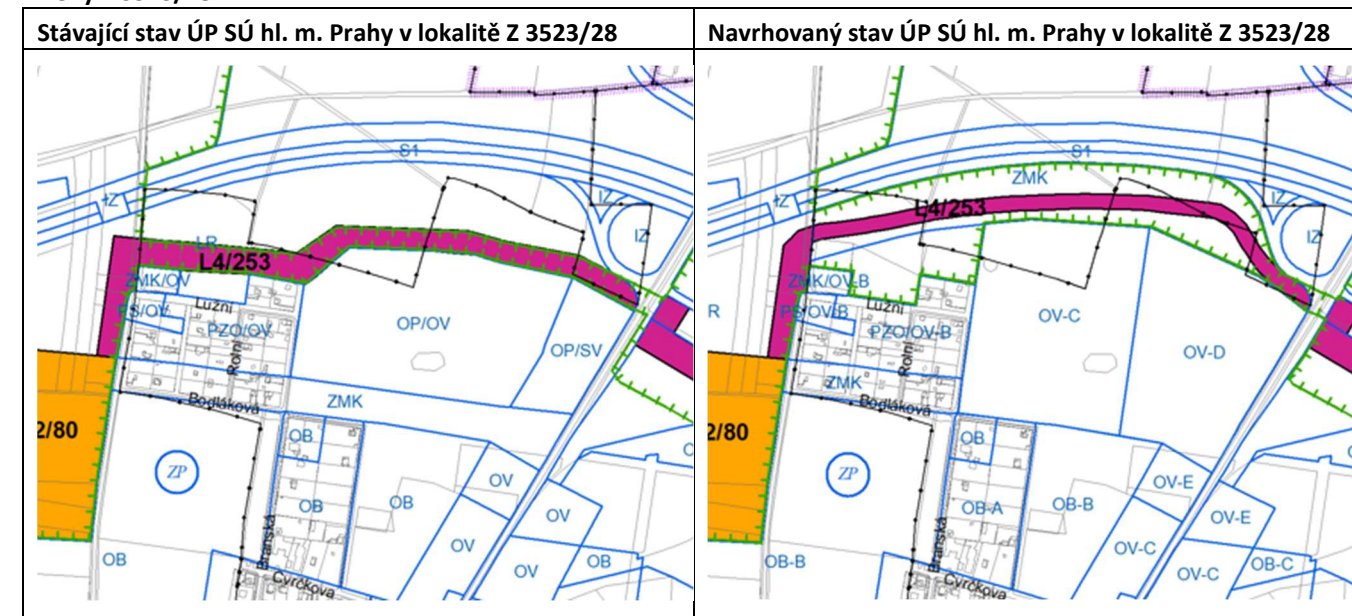 Stávající stav ÚP SÚ hl. m. Prahy v lokalitě Z 3523/28
Navrhovaný stav ÚP SÚ hl. m. Prahy v lokalitě Z 3523/28
S1
IZ
IZ
IZ
LR
L4/253
ZMK/OV
Lužní
PS/OV
PZO/OV
Rolní
OP/OV
OP/SV
Bodláková
ZMK
2/80
ZP
OB
OB
OB
OB
OV
OV
OV
OV
OB
Branská
Cvrčkova
S1
ZMK
IZ
IZ
IZ
L4/253
ZMK/OV-B
Lužní
R
PS/OV-B
PZO/OV-B
Rolní
OV-C
OV-D
ZMK
Bodláková
2/80
ZP
OB
OB-A
OB-B
OB-B
OV-E
OV-E
OV-C
OV-C
OB-C
Branská
Cvrčkova